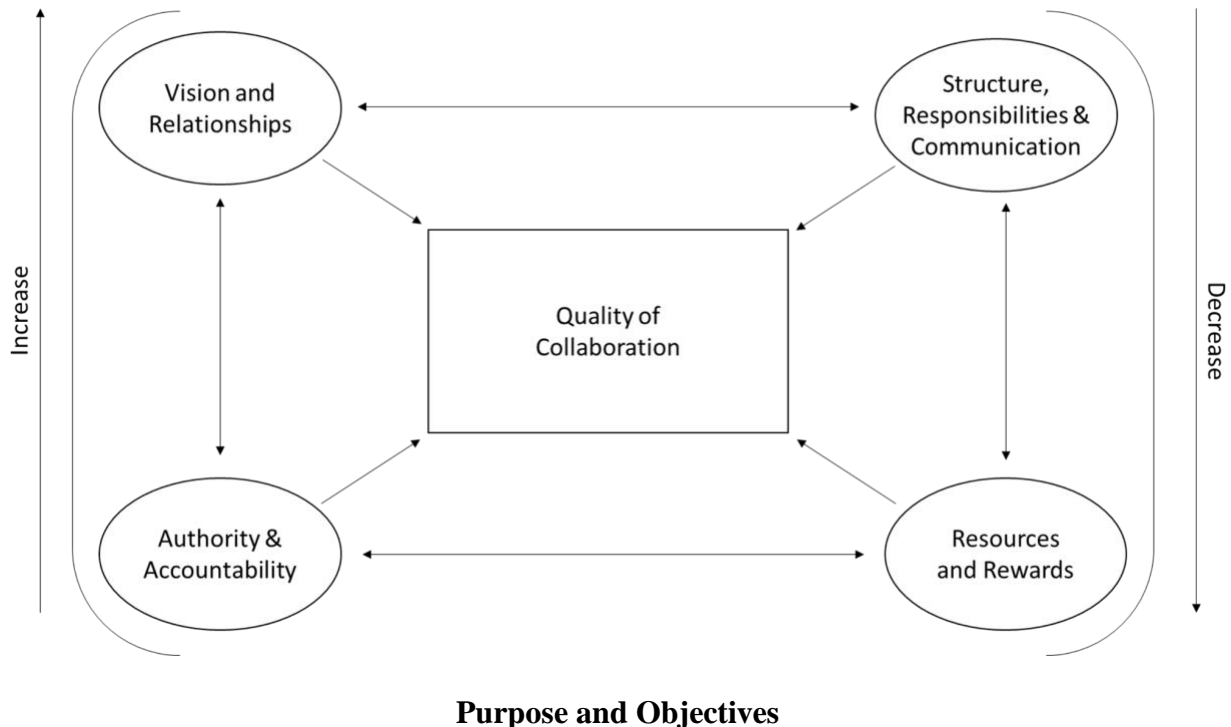 Vision and
Relationships
Structure,
Responsibilities &
Communication
Increase
Quality of
Collaboration
Decrease
Authority &
Accountability
Resources
and Rewards
Purpose and Objectives